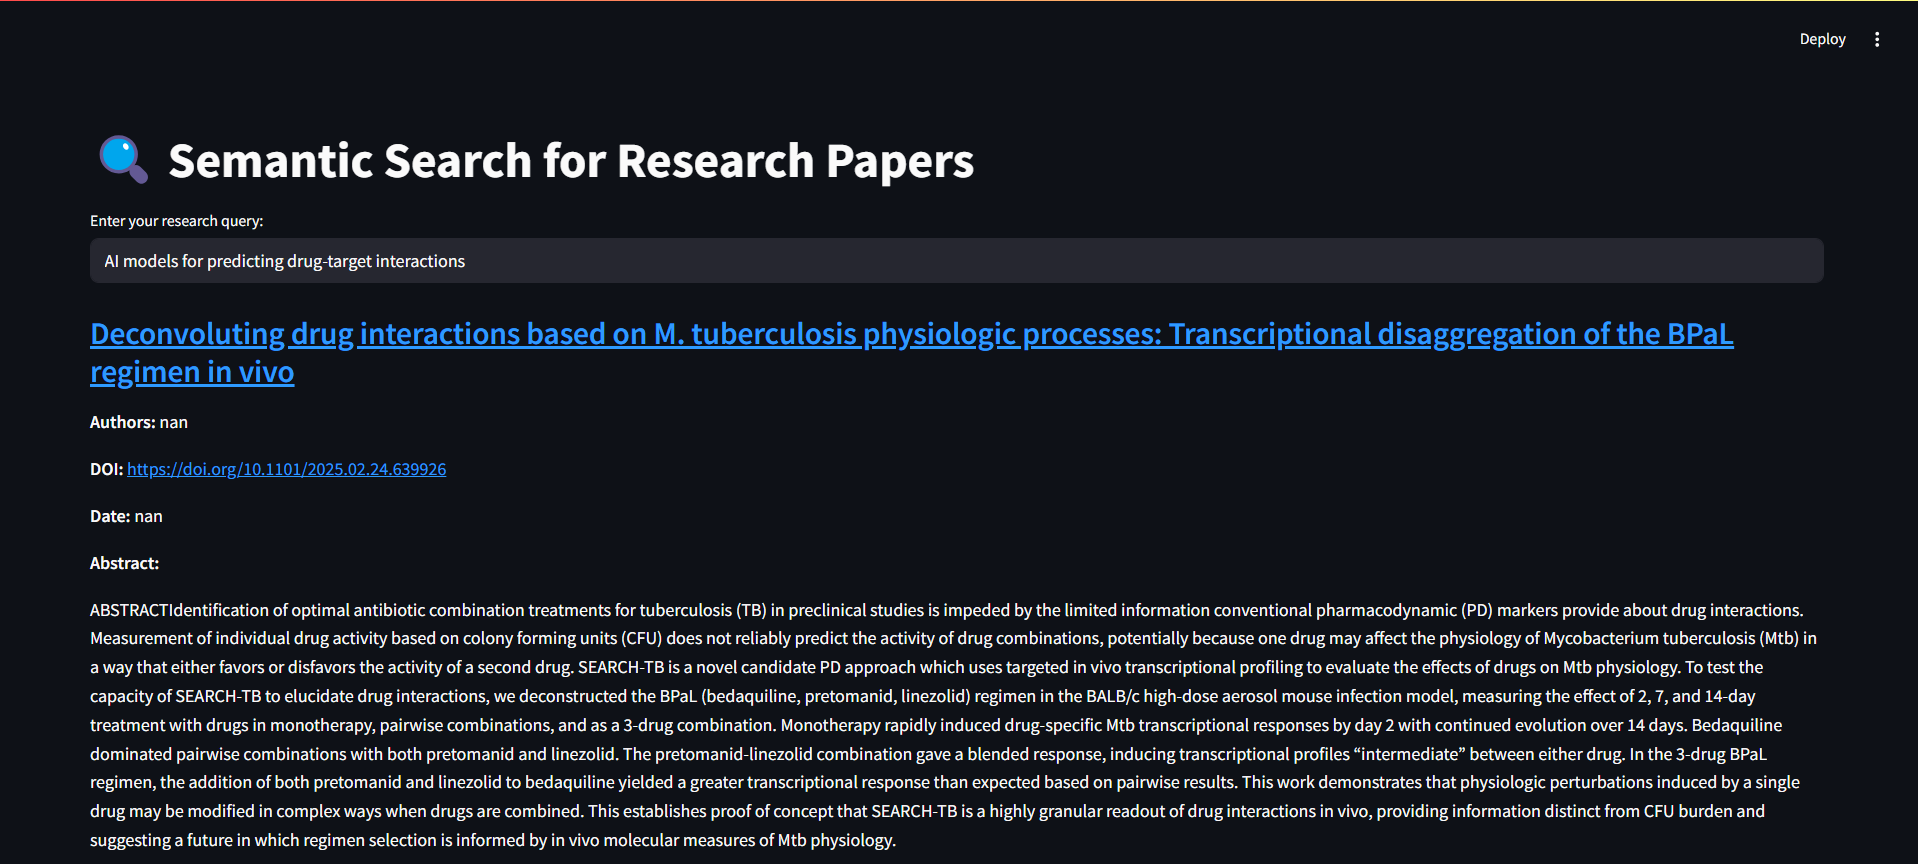 Deploy
Semantic Search for Research Papers
Enter your research query:
AI models for predicting drug-target interactions
Deconvoluting drug interactions based on M. tuberculosis physiologic processes: Transcriptional disaggregation of the BPaL
regimen in vivo
Authors: nan
DOI: https://doi.org/10.1101/2025.02.24.639926
Date: nan
Abstract:
ABSTRACTIdentification of optimal antibiotic combination treatments for tuberculosis (TB) in preclinical studies is impeded by the limited information conventional pharmacodynamic (PD) markers provide about drug interactions.
Measurement of individual drug activity based on colony forming units (CFU) does not reliably predict the activity of drug combinations, potentially because one drug may affect the physiology of Mycobacterium tuberculosis (Mtb) in
a way that either favors or disfavors the activity of a second drug. SEARCH-TB is a novel candidate PD approach which uses targeted in vivo transcriptional profiling to evaluate the effects of drugs on Mtb physiology. To test the
capacity of SEARCH-TB to elucidate drug interactions, we deconstructed the BPaL (bedaquiline, pretomanid, linezolid) regimen in the BALB/c high-dose aerosol mouse infection model, measuring the effect of 2, 7, and 14-day
treatment with drugs in monotherapy, pairwise combinations, and as a 3-drug combination. Monotherapy rapidly induced drug-specific Mtb transcriptional responses by day 2 with continued evolution over 14 days. Bedaquiline
dominated pairwise combinations with both pretomanid and linezolid. The pretomanid-linezolid combination gave a blended response, inducing transcriptional profiles “intermediate” between either drug. In the 3-drug BPaL
regimen, the addition of both pretomanid and linezolid to bedaquiline yielded a greater transcriptional response than expected based on pairwise results. This work demonstrates that physiologic perturbations induced by a single
drug may be modified in complex ways when drugs are combined. This establishes proof of concept that SEARCH-TB is a highly granular readout of drug interactions in vivo, providing information distinct from CFU burden and
suggesting a future in which regimen selection is informed by in vivo molecular measures of Mtb physiology.